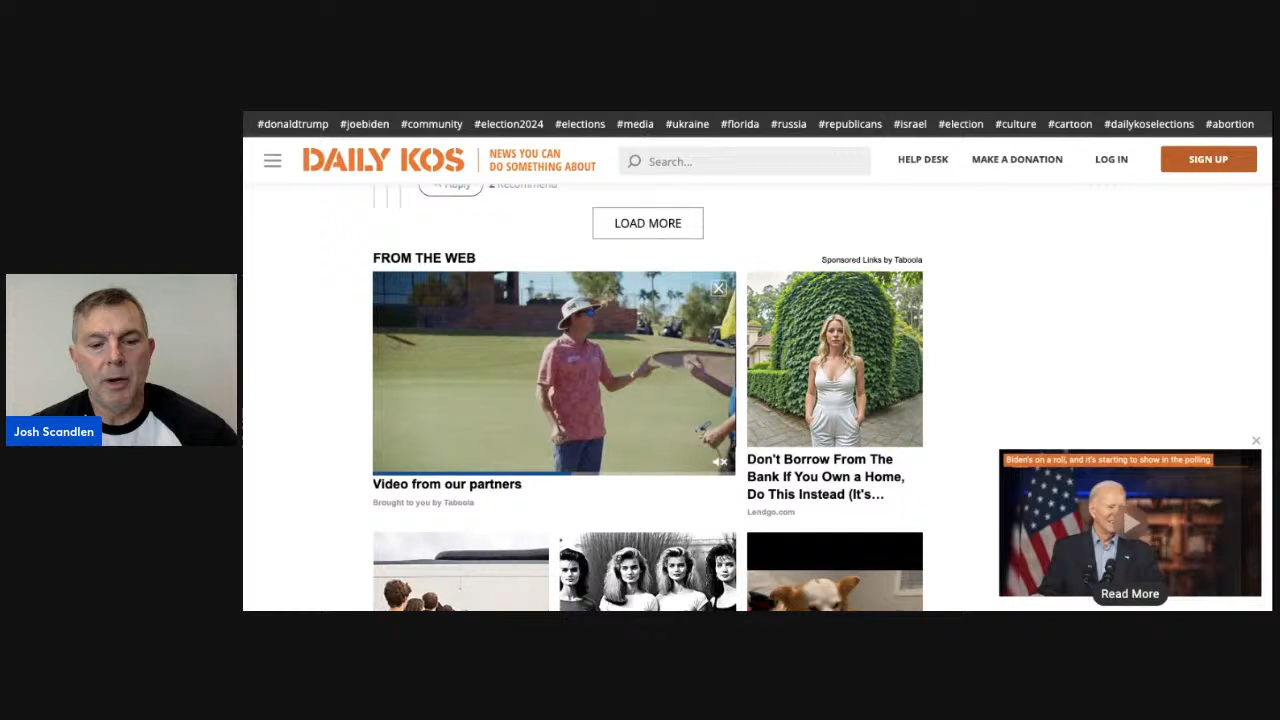 #donaldtrump #joebiden #community #election2024 #elections #media #ukraine #florida #russia #republicans #israel #election #culture #cartoon #dailykoselections #abortion
DAILY KOS
NEWS YOU CAN
DO SOMETHING ABOUT
Search...
HELP DESK
MAKE A DONATION
LOG IN
SIGN UP
Reply
2 Recommend
LOAD MORE
FROM THE WEB
Sponsored Links by Taboola
Video from our partners
Brought to you by Taboola
Don't Borrow From The
Bank If You Own a Home,
Do This Instead (It's...
Lendgo.com
Josh Scandlen
Biden's on a roll, and it's starting to show in the polling
Read More